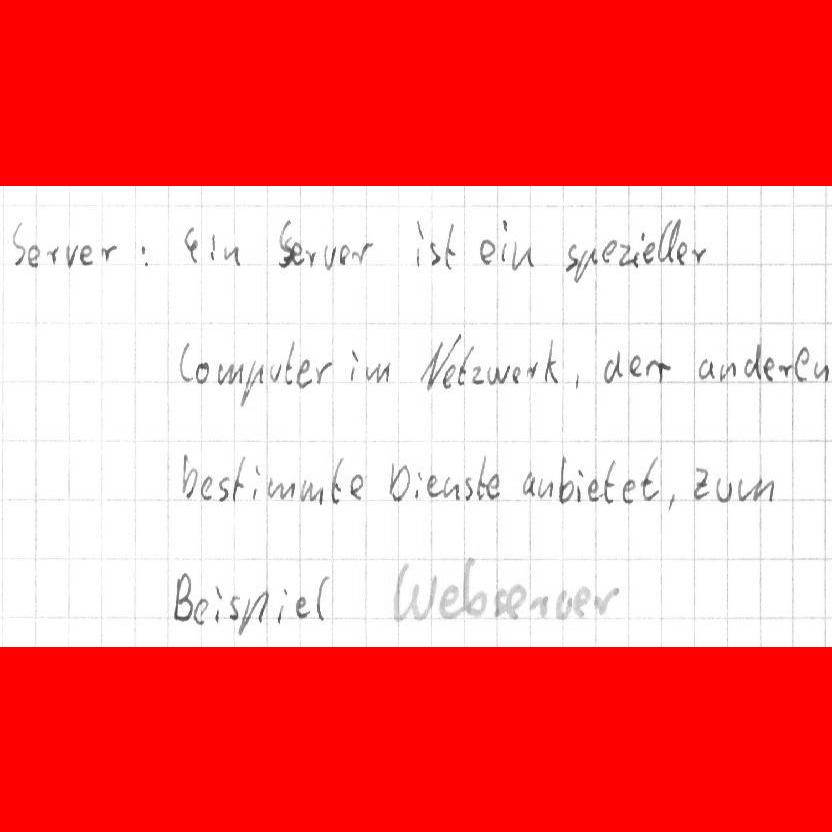 Server: Ein Server ist ein spezieller
Computer im Netzwerk, der anderen
bestimmte Dienste anbietet, zum
Beispiel Webserver